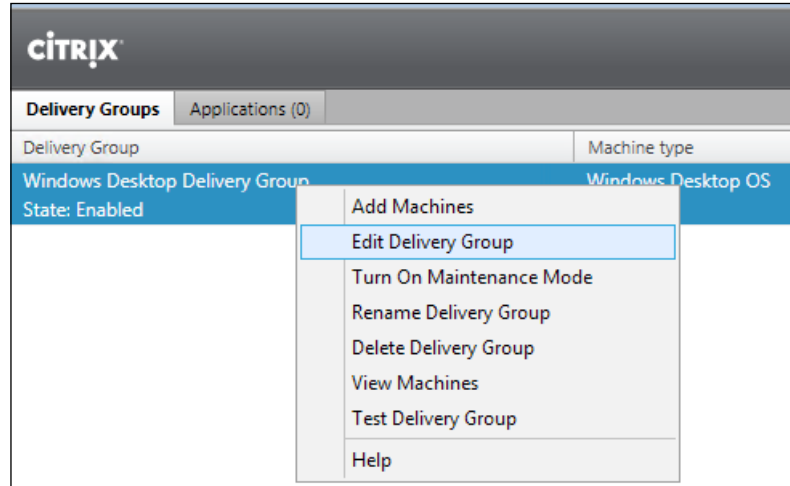 CİTRỊX
Delivery Groups Applications (0)
Delivery Group Machine type
Windows Desktop Delivery Group Windows Desktop OS
State: Enabled
Add Machines
Edit Delivery Group
Turn On Maintenance Mode
Rename Delivery Group
Delete Delivery Group
View Machines
Test Delivery Group
Help